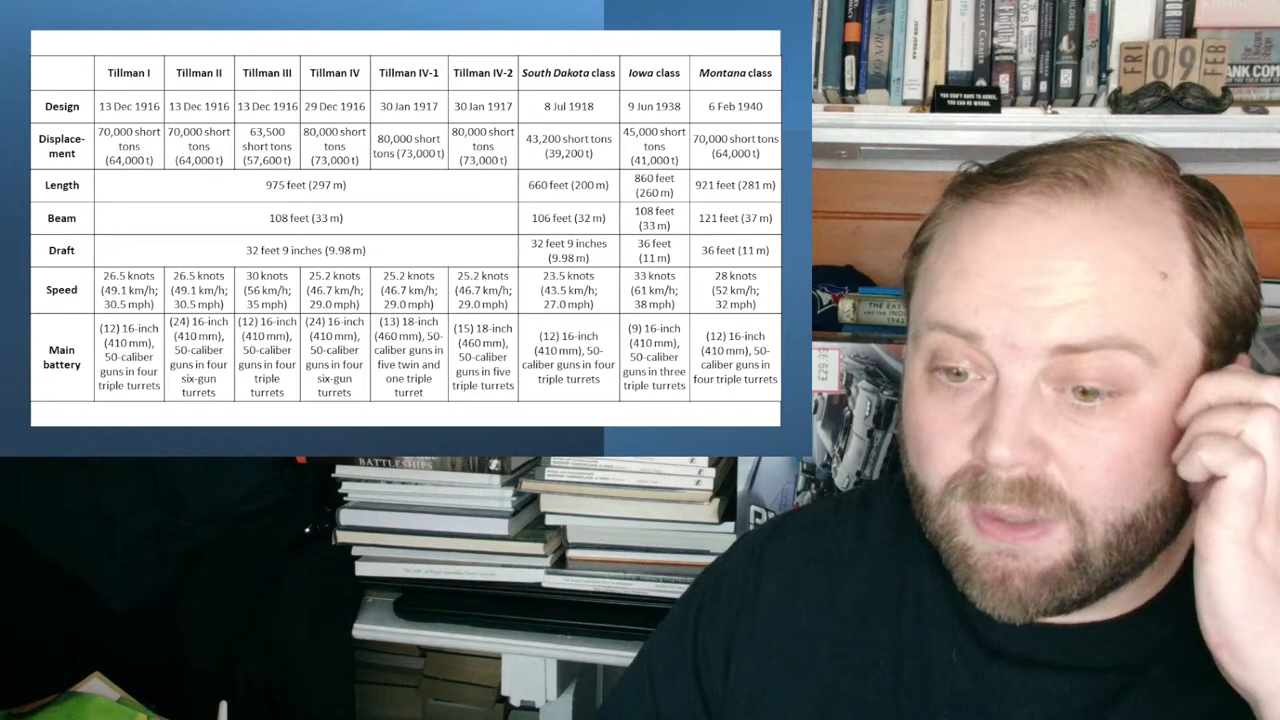 Tillman I Tillman II Tillman III Tillman IV Tillman IV-1 Tillman IV-2 South Dakota class Iowa class Montana class
Design 13 Dec 1916 13 Dec 1916 13 Dec 1916 29 Dec 1916 30 Jan 1917 30 Jan 1917 8 Jul 1918 9 Jun 1938 6 Feb 1940
Displace-
ment
70,000 short
tons
(64,000 t)
70,000 short
tons
(64,000 t)
63,500
short tons
(57,600 t)
80,000 short
tons
(73,000 t)
80,000 short
tons (73,000 t)
80,000 short
tons
(73,000 t)
43,200 short tons
(39,200 t)
45,000 short
tons
(41,000 t)
70,000 short tons
(64,000 t)
Length
975 feet (297 m)
660 feet (200 m)
860 feet
(260 m)
921 feet (281 m)
Beam
108 feet (33 m)
106 feet (32 m)
108 feet
(33 m)
121 feet (37 m)
Draft
32 feet 9 inches (9.98 m)
32 feet 9 inches
(9.98 m)
36 feet
(11 m)
36 feet (11 m)
Speed
26.5 knots
(49.1 km/h;
30.5 mph)
26.5 knots
(49.1 km/h;
30.5 mph)
30 knots
(56 km/h;
35 mph)
25.2 knots
(46.7 km/h;
29.0 mph)
25.2 knots
(46.7 km/h;
29.0 mph)
25.2 knots
(46.7 km/h;
29.0 mph)
23.5 knots
(43.5 km/h;
27.0 mph)
33 knots
(61 km/h;
38 mph)
28 knots
(52 km/h;
32 mph)
Main
battery
(12) 16-inch
(410 mm),
50-caliber
guns in four
triple turrets
(24) 16-inch
(410 mm),
50-caliber
guns in four
six-gun
turrets
(12) 16-inch
(410 mm),
50-caliber
guns in four
triple
turrets
(24) 16-inch
(410 mm),
50-caliber
guns in four
six-gun
turrets
(13) 18-inch
(460 mm), 50-
caliber guns in
five twin and
one triple
turret
(15) 18-inch
(460 mm),
50-caliber
guns in five
triple turrets
(12) 16-inch
(410 mm), 50-
caliber guns in four
triple turrets
(9) 16-inch
(410 mm),
50-caliber
guns in three
triple turrets
(12) 16-inch
(410 mm), 50-
caliber guns in
four triple turrets
FRI 09 FEB
YOU DON'T HAVE TO AGREE,
YOU CAN BE WRONG.
THE EAST
1942
£29.99
BATTLESHIPS